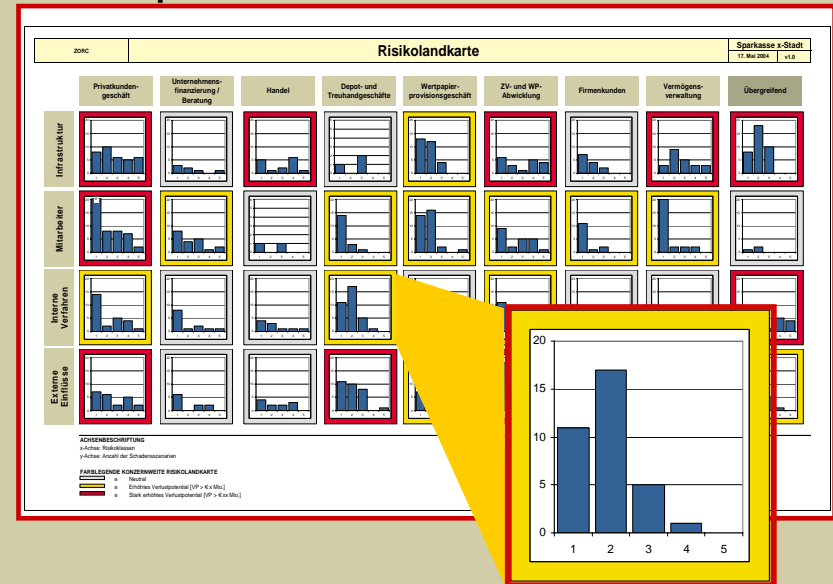 ZORC
Risikolandkarte
Sparkasse x-Stadt
17. Mai 2004 v1.0
Privatkunden-
geschäft
Unternehmens-
finanzierung /
Beratung
Handel
Depot- und
Treuhandgeschäfte
Wertpapier-
provisionsgeschäft
ZV- und WP-
Abwicklung
Firmenkunden
Vermögens-
verwaltung
Übergreifend
Infrastruktur
Mitarbeiter
Interne
Verfahren
Externe
Einflüsse
20
15
10
5
0
1 2 3 4 5
ACHSENBESCHRIFTUNG
x-Achse: Risikoklassen
y-Achse: Anzahl der Schadensszenarien
FARBLEGENDE KONZERNWEITE RISIKOLANDKARTE
= Neutral
= Erhöhtes Verlustpotential [VP > € x Mio.]
= Stark erhöhtes Verlustpotential [VP > € xx Mio.]